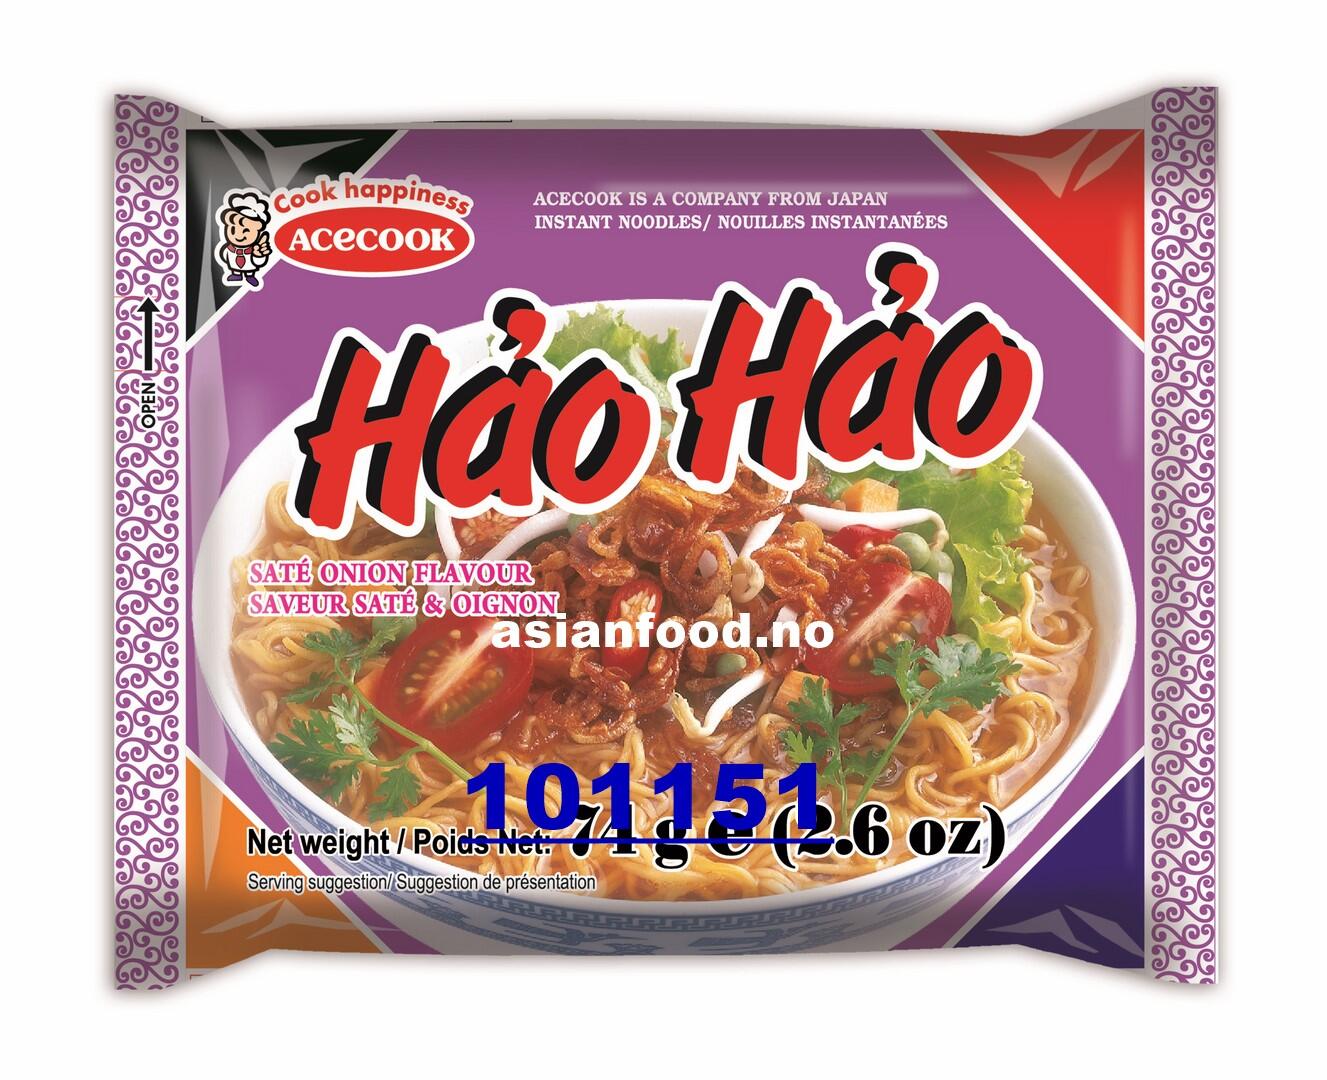 Cook happiness
ACECOOK
ACECOOK IS A COMPANY FROM JAPAN
INSTANT NOODLES/ NOUILLES INSTANTANÉES
OPEN
Hảo Hảo
SATÉ ONION FLAVOUR
SAVEUR SATÉ & OIGNON
asianfood.no
101151
Net weight / Poids Net: 74 g e (2.6 oz)
Serving suggestion/ Suggestion de présentation